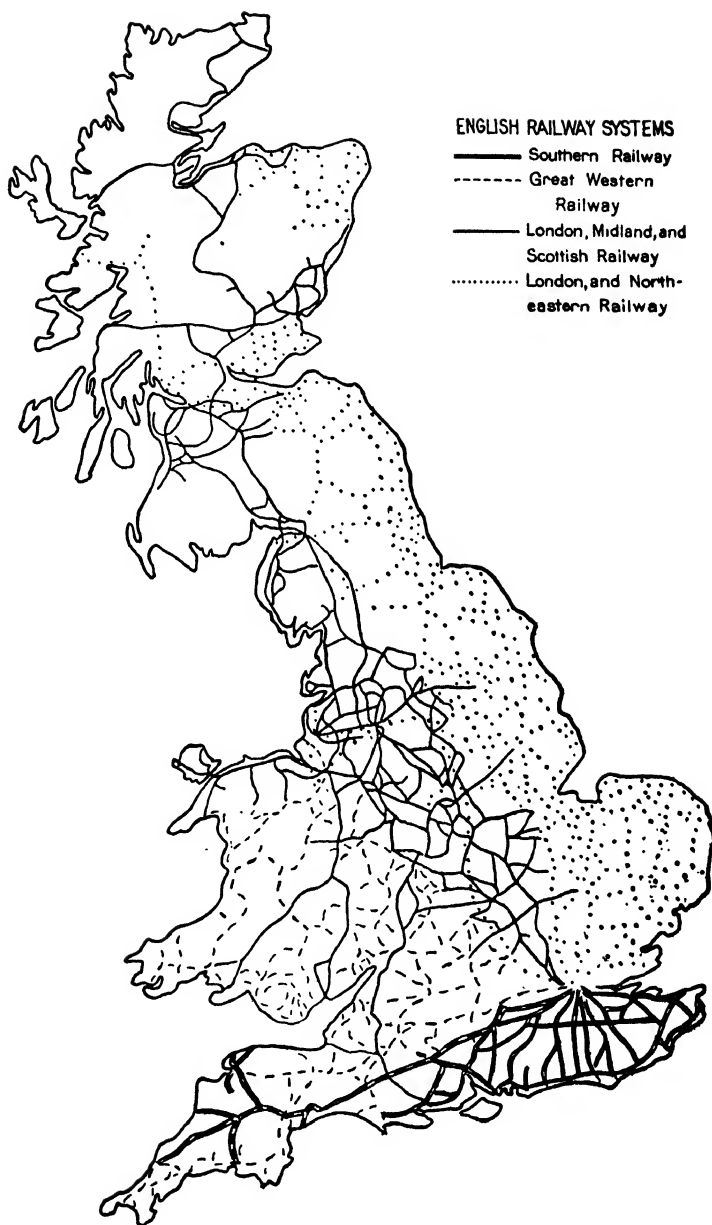 ENGLISH RAILWAY SYSTEMS
Southern Railway
Great Western
Railway
London, Midland, and
Scottish Railway
London, and North-
eastern Railway